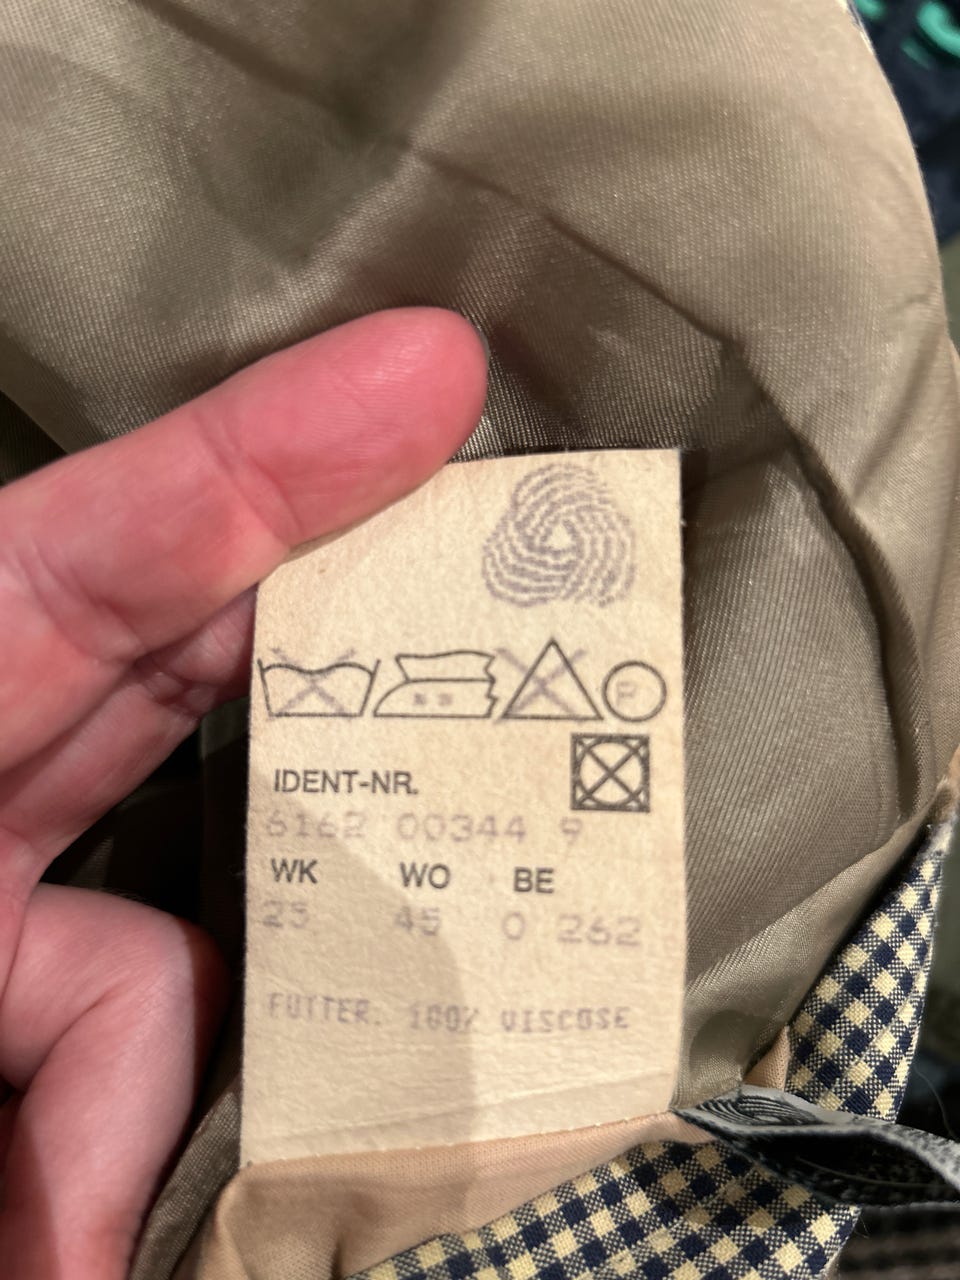 P
IDENT-NR.
6162 00344 9
WK WO BE
25 45 0 262
FUTTER: 100% VISCOSE